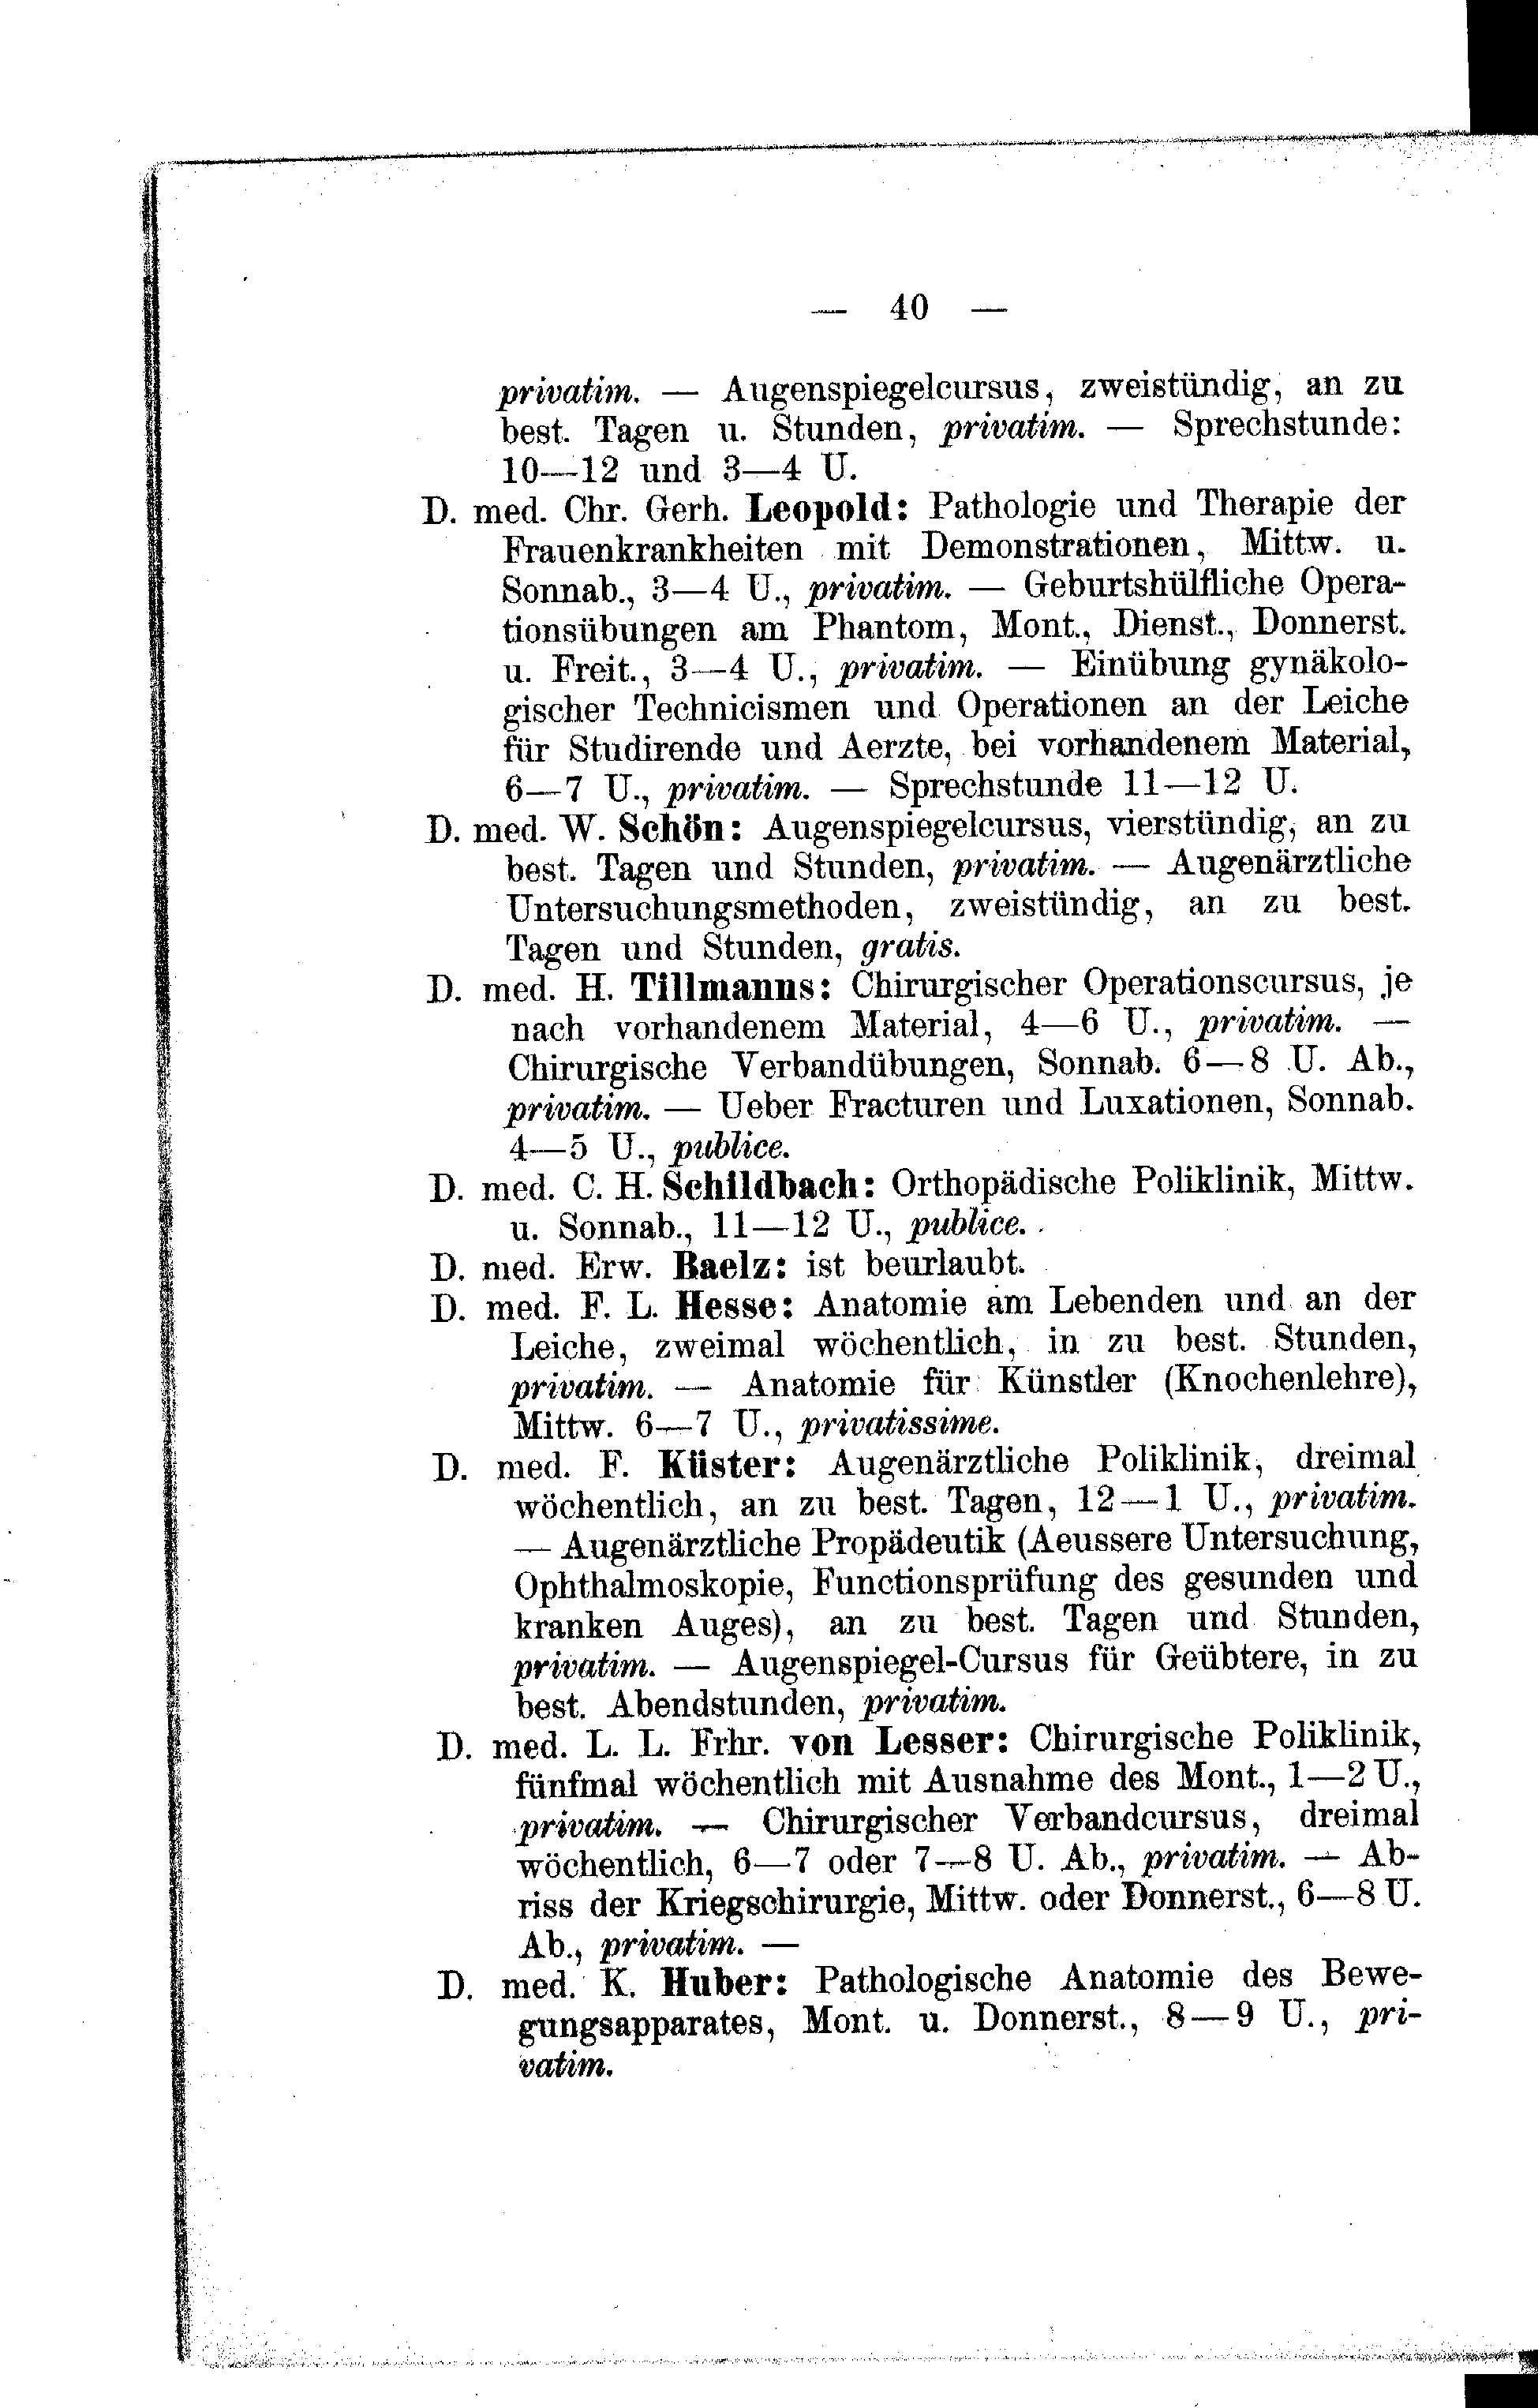 — 40 —
privatim. — Augenspiegelcursus, zweistündig, an zu
best. Tagen u. Stunden, privatim. — Sprechstunde:
10—12 und 3—4 U.
D. med. Chr. Gerh. Leopold: Pathologie und Therapie der
Frauenkrankheiten mit Demonstrationen, Mittw. u.
Sonnab., 3—4 U., privatim. — Geburtshülfliche Opera-
tionsübungen am Phantom, Mont., Dienst., Donnerst.
u. Freit., 3—4 U., privatim. — Einübung gynäkolo-
gischer Technicismen und Operationen an der Leiche
für Studirende und Aerzte, bei vorhandenem Material,
6—7 U., privatim. — Sprechstunde 11—12 U.
D. med. W. Schön: Augenspiegelcursus, vierstündig, an zu
best. Tagen und Stunden, privatim. — Augenärztliche
Untersuchungsmethoden, zweistündig, an zu best.
Tagen und Stunden, gratis.
D. med. H. Tillmanns: Chirurgischer Operationscursus, je
nach vorhandenem Material, 4—6 U., privatim. —
Chirurgische Verbandübungen, Sonnab. 6—8 U. Ab.,
privatim. — Ueber Fracturen und Luxationen, Sonnab.
4—5 U., publice.
D. med. C. H. Schildbach: Orthopädische Poliklinik, Mittw.
u. Sonnab., 11—12 U., publice.
D. med. Erw. Baelz: ist beurlaubt.
D. med. F. L. Hesse: Anatomie am Lebenden und an der
Leiche, zweimal wöchentlich, in zu best. Stunden,
privatim. — Anatomie für Künstler (Knochenlehre),
Mittw. 6—7 U., privatissime.
D. med. F. Küster: Augenärztliche Poliklinik, dreimal
wöchentlich, an zu best. Tagen, 12—1 U., privatim.
— Augenärztliche Propädeutik (Aeussere Untersuchung,
Ophthalmoskopie, Functionsprüfung des gesunden und
kranken Auges), an zu best. Tagen und Stunden,
privatim. — Augenspiegel-Cursus für Geübtere, in zu
best. Abendstunden, privatim.
D. med. L. L. Frhr. von Lesser: Chirurgische Poliklinik,
fünfmal wöchentlich mit Ausnahme des Mont., 1—2 U.,
privatim. — Chirurgischer Verbandcursus, dreimal
wöchentlich, 6—7 oder 7—8 U. Ab., privatim. — Ab-
riss der Kriegschirurgie, Mittw. oder Donnerst., 6—8 U.
Ab., privatim. —
D. med. K. Huber: Pathologische Anatomie des Bewe-
gungsapparates, Mont. u. Donnerst., 8—9 U., pri-
vatim.